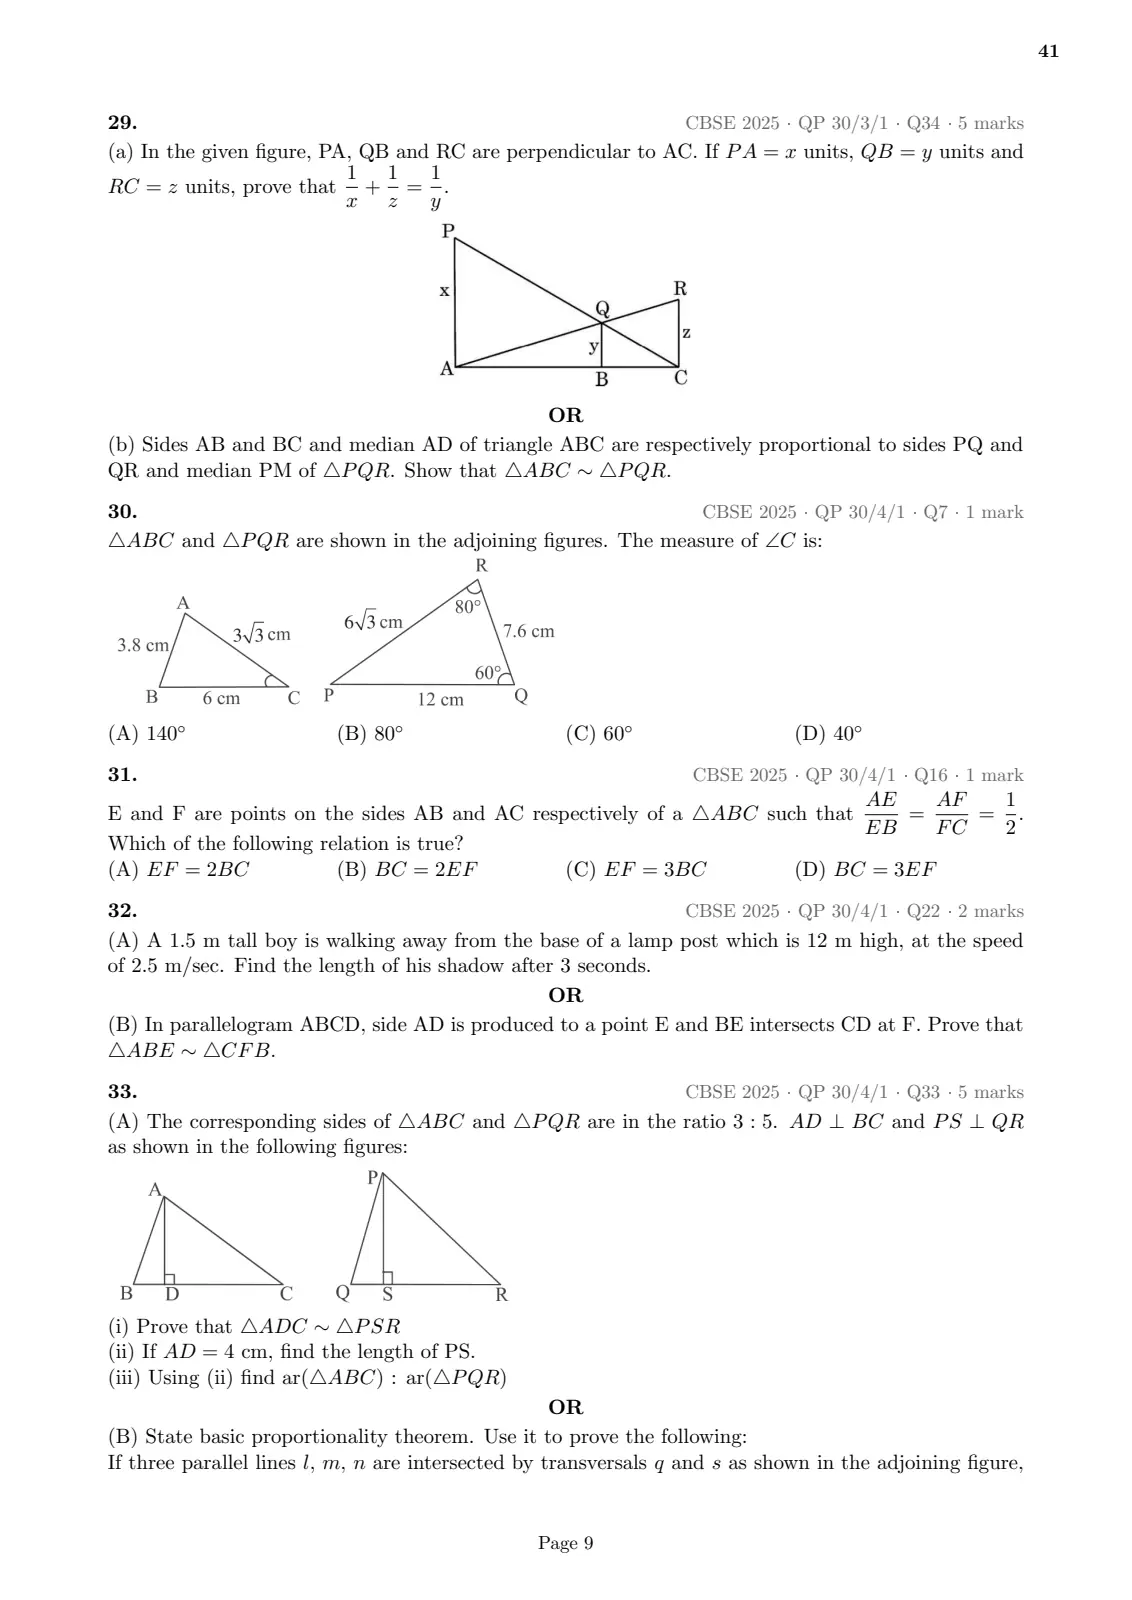 41
29. CBSE 2025 · QP 30/3/1 · Q34 · 5 marks
(a) In the given figure, PA, QB and RC are perpendicular to AC. If PA = x units, QB = y units and
RC = z units, prove that 1/x + 1/z = 1/y.
P
x
R
Q
z
y
A
B
C
OR
(b) Sides AB and BC and median AD of triangle ABC are respectively proportional to sides PQ and
QR and median PM of △PQR. Show that △ABC ∼ △PQR.
30. CBSE 2025 · QP 30/4/1 · Q7 · 1 mark
△ABC and △PQR are shown in the adjoining figures. The measure of ∠C is:
R
A
80°
6√3 cm
3√3 cm
7.6 cm
3.8 cm
60°
B
6 cm
C
P
12 cm
Q
(A) 140° (B) 80° (C) 60° (D) 40°
31. CBSE 2025 · QP 30/4/1 · Q16 · 1 mark
E and F are points on the sides AB and AC respectively of a △ABC such that AE/EB = AF/FC = 1/2.
Which of the following relation is true?
(A) EF = 2BC (B) BC = 2EF (C) EF = 3BC (D) BC = 3EF
32. CBSE 2025 · QP 30/4/1 · Q22 · 2 marks
(A) A 1.5 m tall boy is walking away from the base of a lamp post which is 12 m high, at the speed
of 2.5 m/sec. Find the length of his shadow after 3 seconds.
OR
(B) In parallelogram ABCD, side AD is produced to a point E and BE intersects CD at F. Prove that
△ABE ∼ △CFB.
33. CBSE 2025 · QP 30/4/1 · Q33 · 5 marks
(A) The corresponding sides of △ABC and △PQR are in the ratio 3 : 5. AD ⊥ BC and PS ⊥ QR
as shown in the following figures:
P
A
B
D
C
Q
S
R
(i) Prove that △ADC ∼ △PSR
(ii) If AD = 4 cm, find the length of PS.
(iii) Using (ii) find ar(△ABC) : ar(△PQR)
OR
(B) State basic proportionality theorem. Use it to prove the following:
If three parallel lines l, m, n are intersected by transversals q and s as shown in the adjoining figure,
Page 9